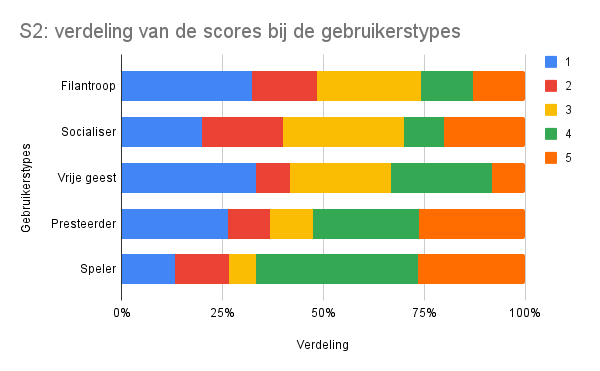 S2: verdeling van de scores bij de gebruikerstypes
1
2
3
4
5
Gebruikerstypes
Filantroop
Socialiser
Vrije geest
Presteerder
Speler
0%
25%
50%
75%
100%
Verdeling